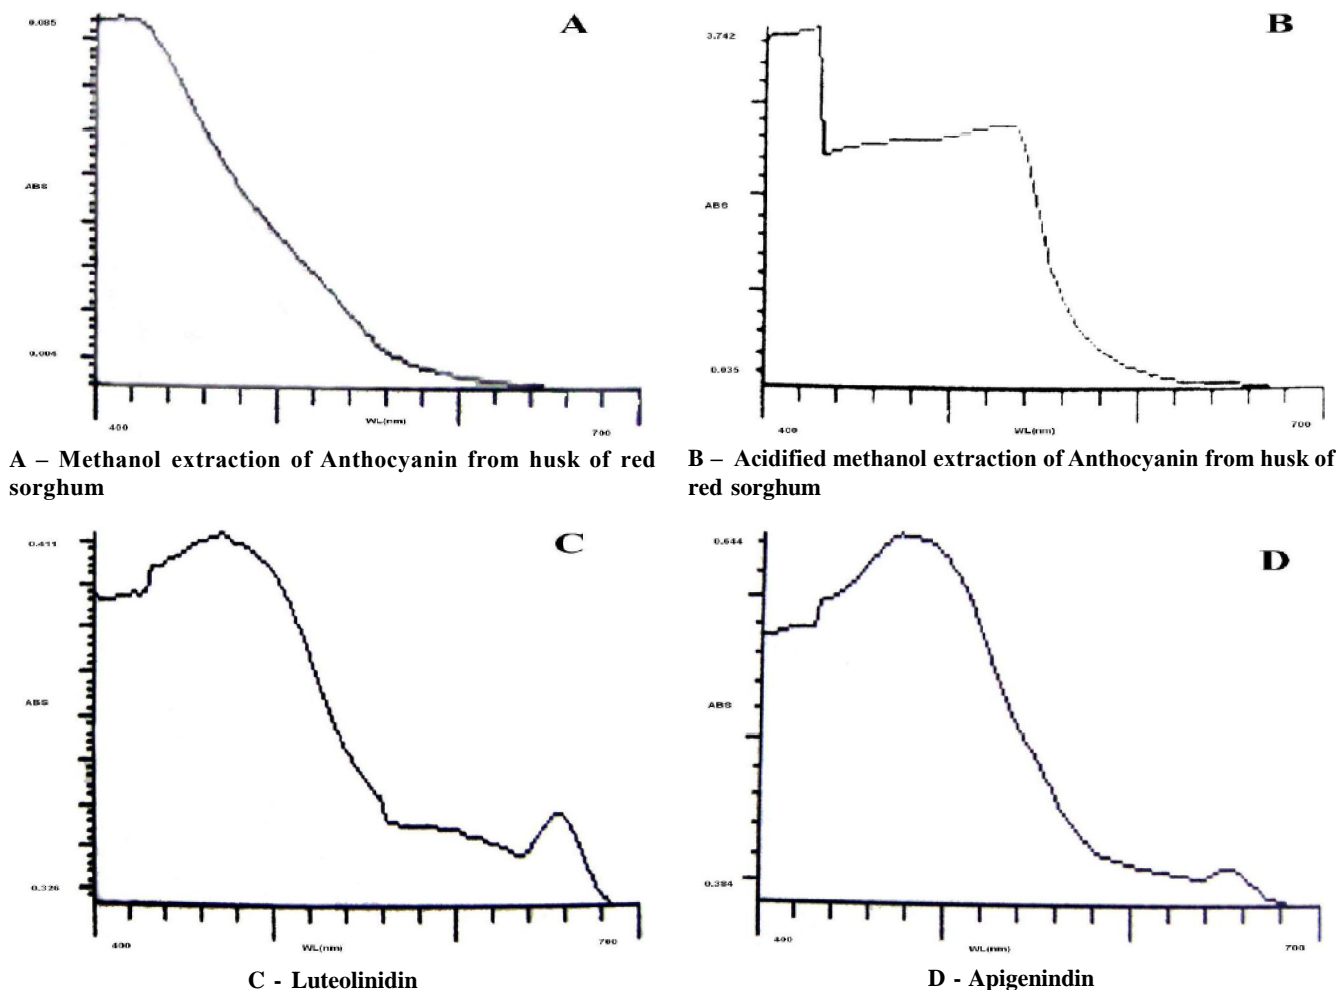 A
0.085
ABS
0.004
400
WL(nm)
700
A – Methanol extraction of Anthocyanin from husk of red
sorghum
B
3.742
ABS
0.035
400
WL(nm)
700
B – Acidified methanol extraction of Anthocyanin from husk of
red sorghum
C
0.411
ABS
0.326
400
WL(nm)
700
C - Luteolinidin
D
0.644
ABS
0.384
400
WL(nm)
700
D - Apigenindin